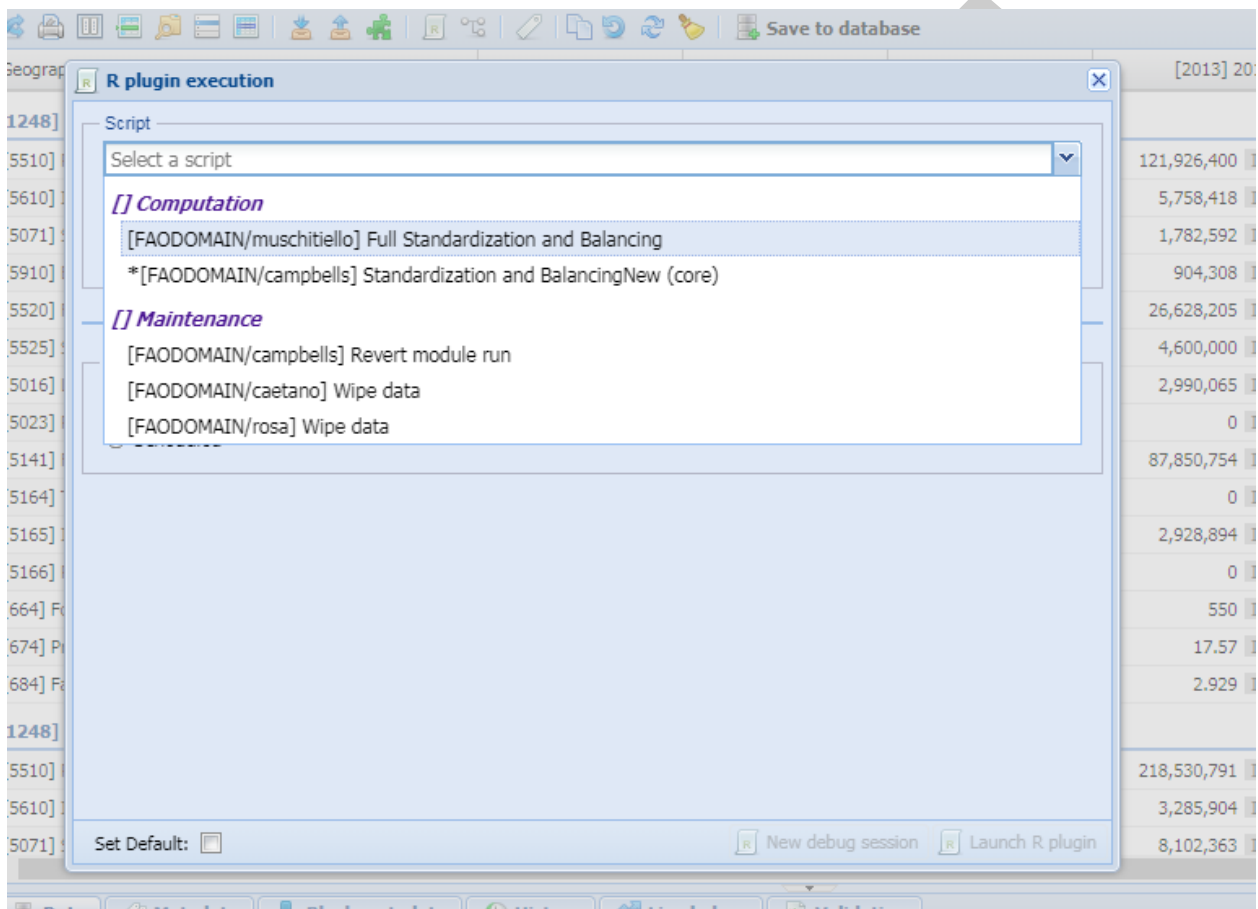 Save to database
[2013] 201
R plugin execution
1248]
Script
Select a script
[] Computation
[FAODOMAIN/muschitiello] Full Standardization and Balancing
*[FAODOMAIN/campbells] Standardization and BalancingNew (core)
[] Maintenance
[FAODOMAIN/campbells] Revert module run
[FAODOMAIN/caetano] Wipe data
[FAODOMAIN/rosa] Wipe data
[5510] 121,926,400
[5610] 5,758,418
[5071] 1,782,592
[5910] 904,308
[5520] 26,628,205
[5525] 4,600,000
[5016] 2,990,065
[5023] 0
[5141] 87,850,754
[5164] 0
[5165] 2,928,894
[5166] 0
[664] 550
[674] 17.57
[684] 2.929
1248]
[5510] 218,530,791
[5610] 3,285,904
[5071] 8,102,363
Set Default:
New debug session
Launch R plugin